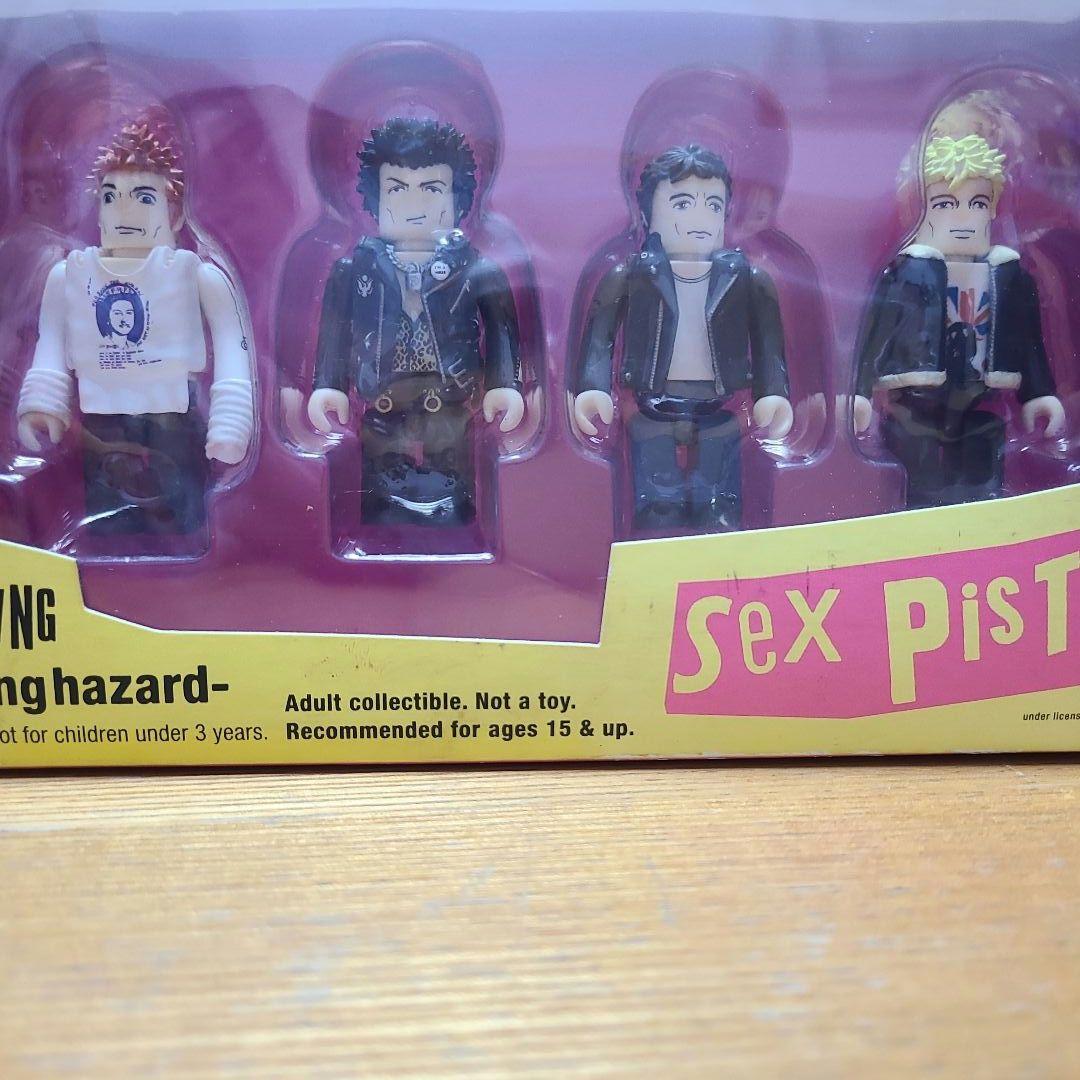 VNG
ng hazard-
ot for children under 3 years.
Adult collectible. Not a toy.
Recommended for ages 15 & up.
Sex PisT
under licens